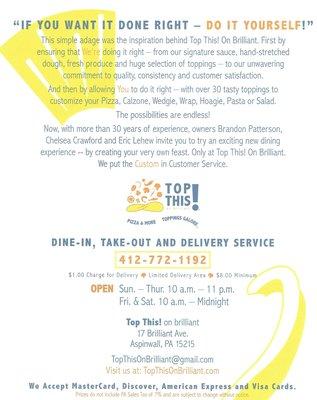 “IF YOU WANT IT DONE RIGHT – DO IT YOURSELF!”
This simple adage was the inspiration behind Top This! On Brilliant. First by
ensuring that We're doing it right – from our signature sauce, hand-stretched
dough, fresh produce and huge selection of toppings – to our unwavering
commitment to quality, consistency and customer satisfaction.
And then by allowing You to do it right – with over 30 tasty toppings to
customize your Pizza, Calzone, Wedgie, Wrap, Hoagie, Pasta or Salad.
The possibilities are endless!
Now, with more than 30 years of experience, owners Brandon Patterson,
Chelsea Crawford and Eric Lehew invite you to try an exciting new dining
experience -- by creating your very own feast. Only at Top This! On Brilliant.
We put the Custom in Customer Service.
TOP
THIS!
PIZZA & MORE TOPPINGS GALORE
DINE-IN, TAKE-OUT AND DELIVERY SERVICE
412-772-1192
$1.00 Charge for Delivery Limited Delivery Area $8.00 Minimum
OPEN Sun. – Thur. 10 a.m. – 11 p.m.
Fri. & Sat. 10 a.m. – Midnight
Top This! on brilliant
17 Brilliant Ave.
Aspinwall, PA 15215
TopThisOnBrilliant@gmail.com
Visit us at: TopThisOnBrilliant.com
We Accept MasterCard, Discover, American Express and Visa Cards.
Prices do not include PA Sales Tax of 7% and are subject to change without notice.